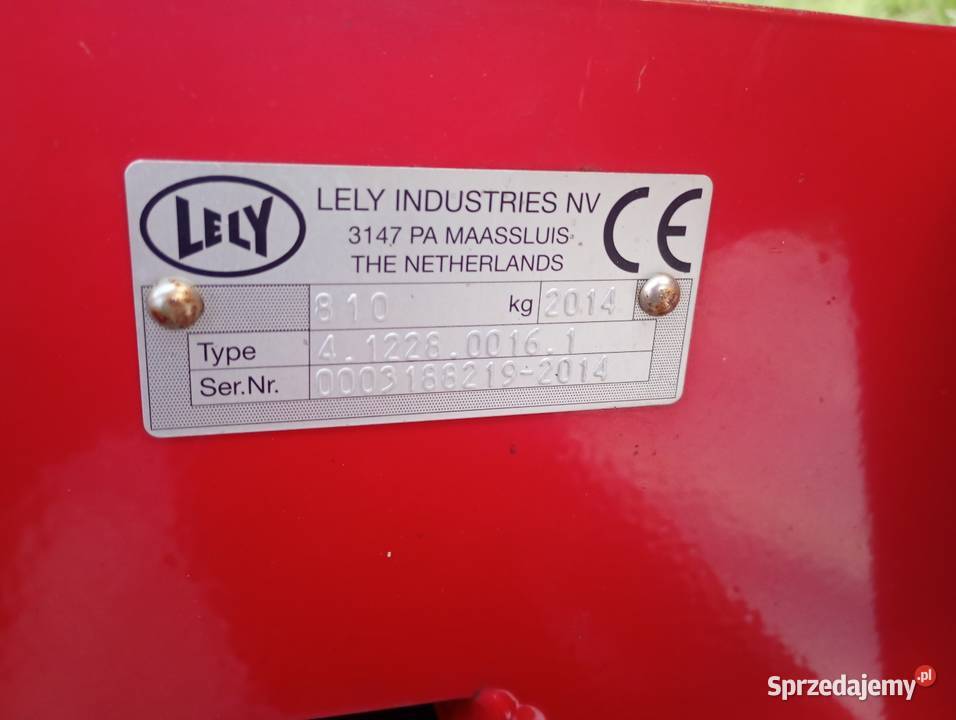 LELY
LELY INDUSTRIES NV
CE
3147 PA MAASSLUIS
THE NETHERLANDS
810 kg 2014
Type 4.1228.0016.1
Ser.Nr. 0003188219-2014
Sprzedajemy.pl